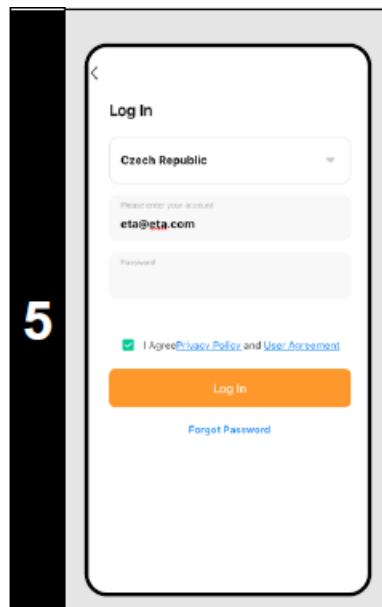 5
<
Log In
Czech Republic
Please enter your account
eta@eta.com
Password
I AgreePrivacy Policy and User Agreement
Log In
Forgot Password